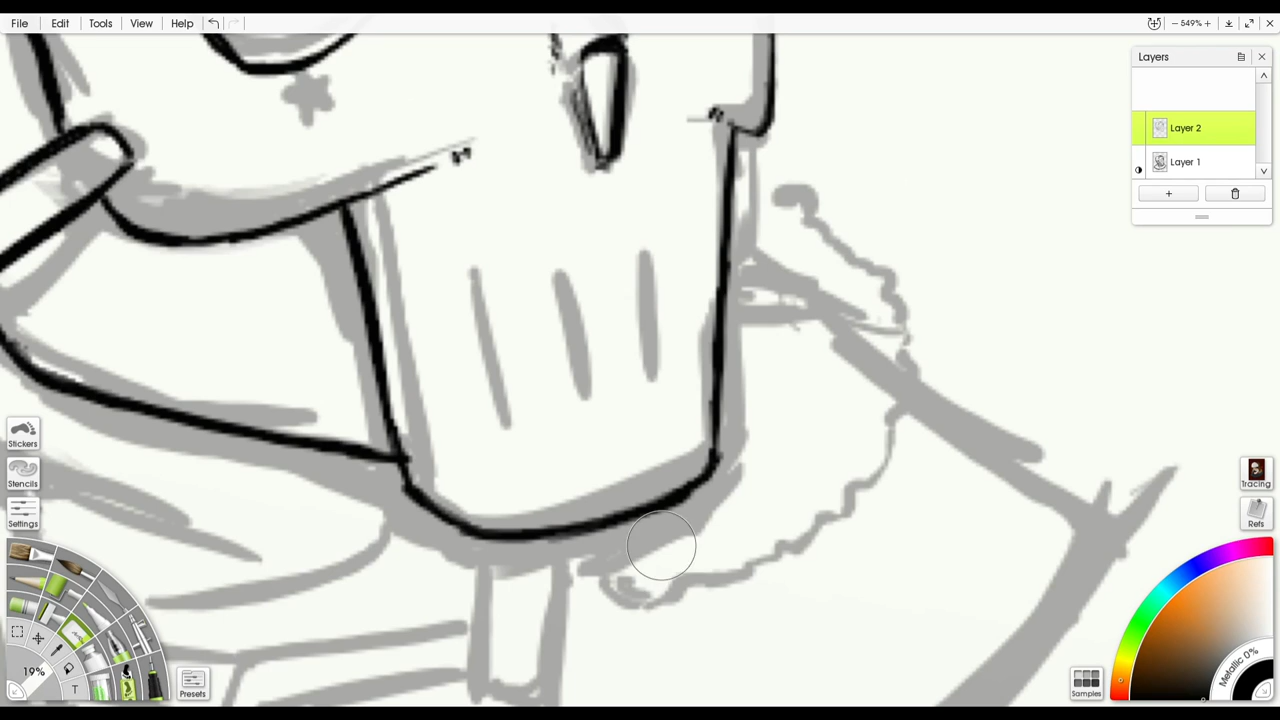 File Edit Tools View Help
− 549% +
Layers
Layer 2
Layer 1
+
Stickers
Stencils
Settings
Tracing
Refs
19%
T
Presets
Samples
Metallic 0%